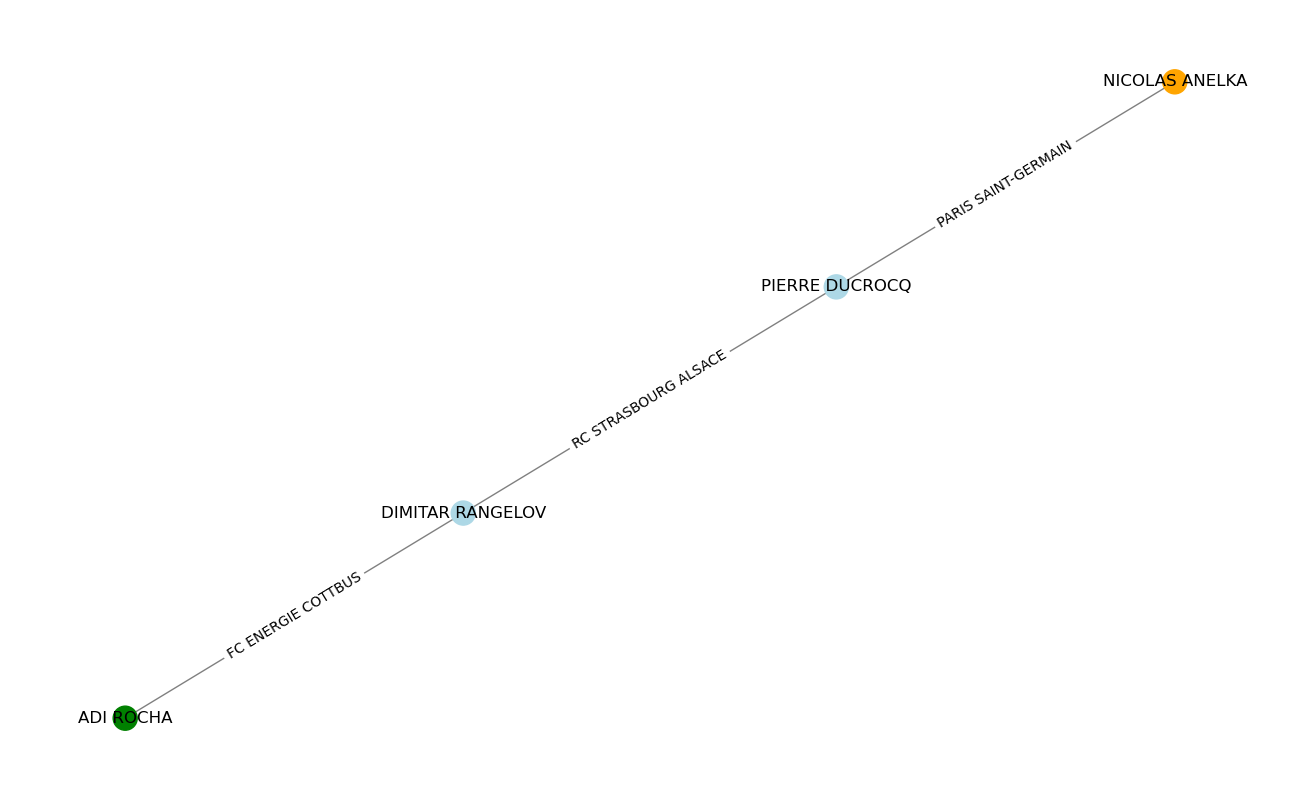 NICOLAS ANELKA
PARIS SAINT-GERMAIN
PIERRE DUCROCQ
RC STRASBOURG ALSACE
DIMITAR RANGELOV
FC ENERGIE COTTBUS
ADI ROCHA